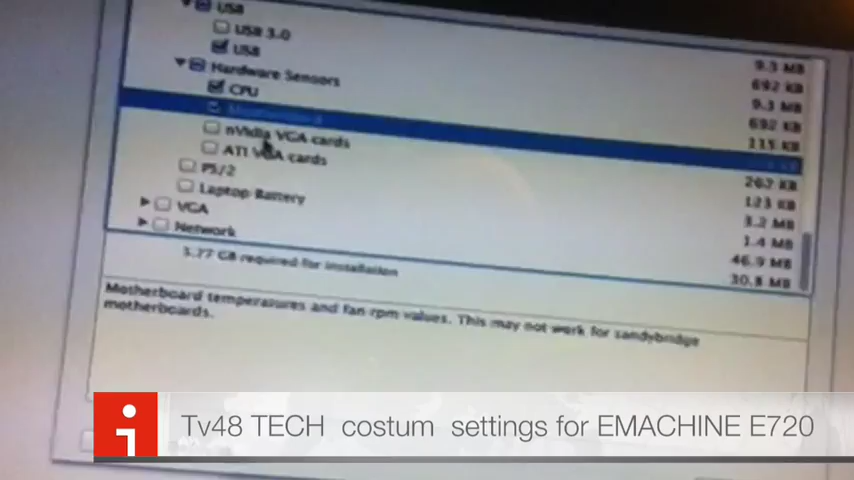 USB
USB 3.0
USB
Hardware Sensors
CPU
Motherboard
nVidia VGA cards
ATI VGA cards
PS/2
Laptop Battery
VGA
Network
9.3 MB
692 KB
9.3 MB
692 KB
115 KB
262 KB
123 KB
3.2 MB
1.4 MB
46.9 MB
30.8 MB
3.77 GB required for installation
Motherboard temperatures and fan rpm values. This may not work for sandybridge
motherboards.
Tv48 TECH costum settings for EMACHINE E720